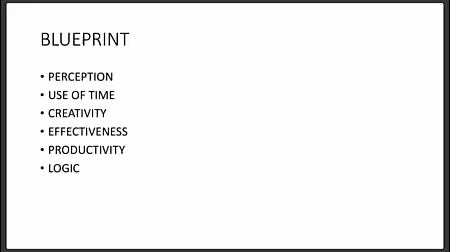 BLUEPRINT
• PERCEPTION
• USE OF TIME
• CREATIVITY
• EFFECTIVENESS
• PRODUCTIVITY
• LOGIC